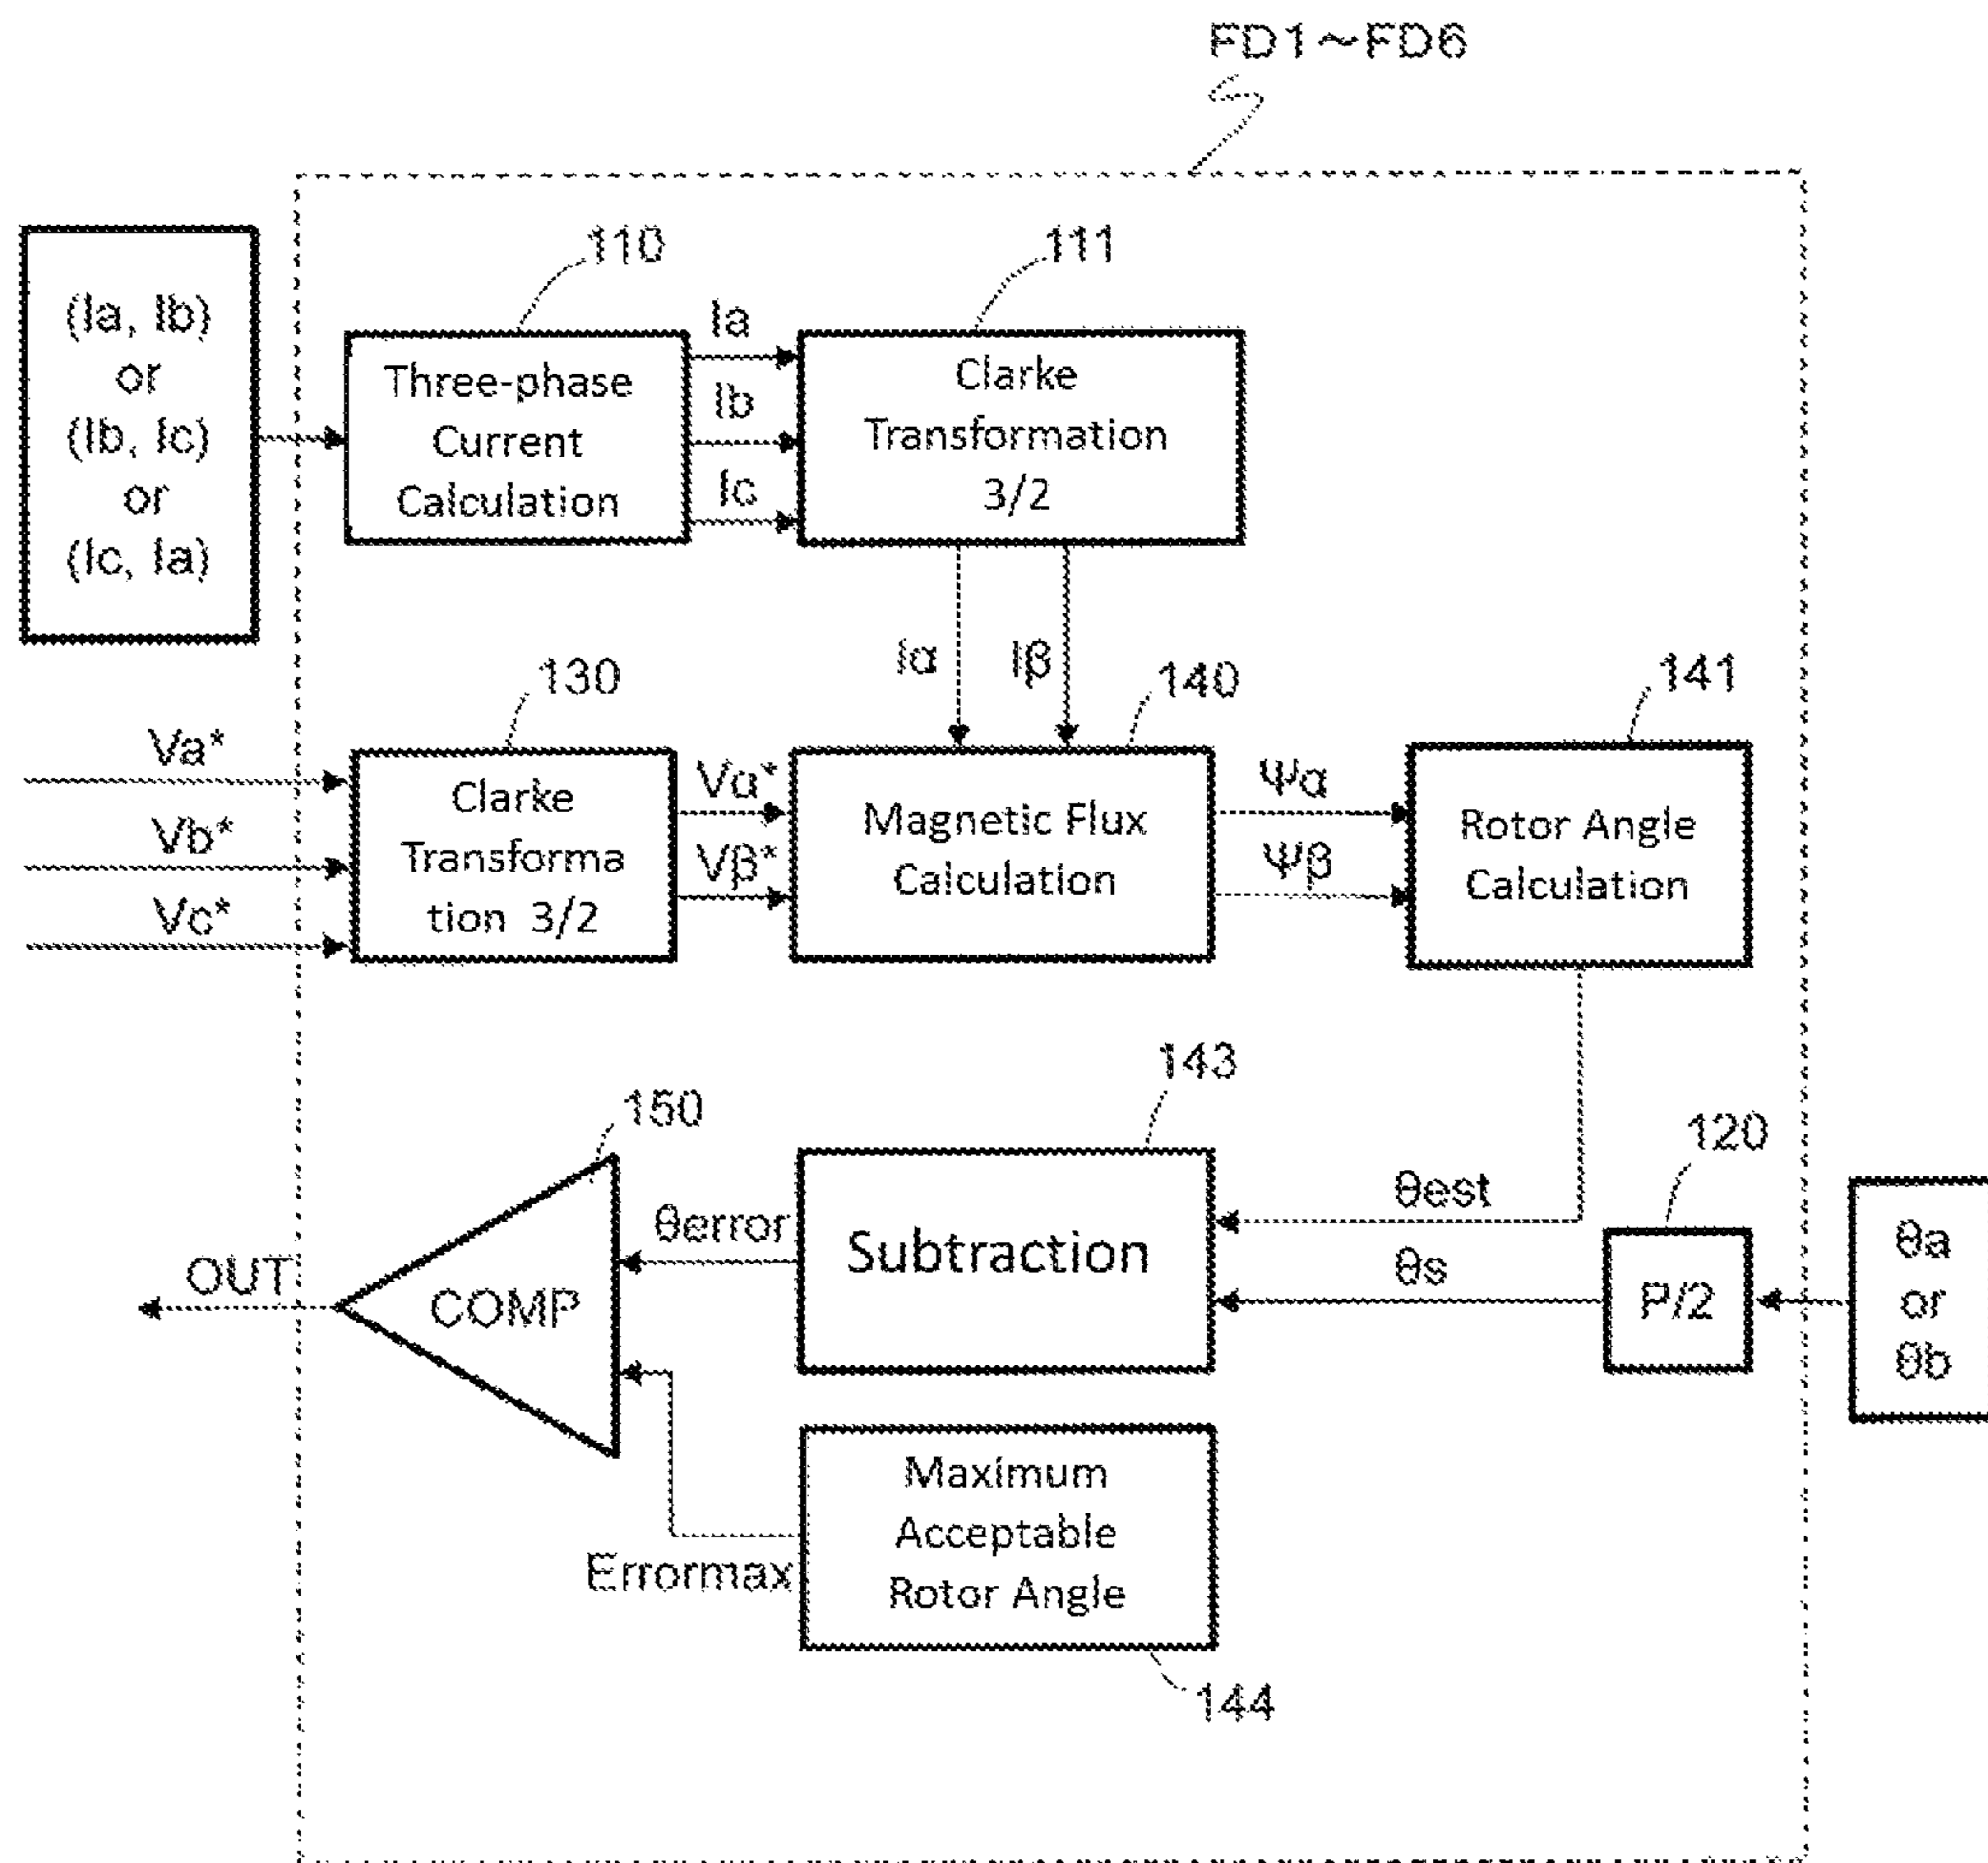 FD1~FD6
(Ia, Ib)
or
(Ib, Ic)
or
(Ic, Ia)
110
Three-phase
Current
Calculation
Ia
Ib
Ic
111
Clarke
Transformation
3/2
Iα
Iβ
Va*
Vb*
Vc*
130
Clarke
Transforma
tion 3/2
Vα*
Vβ*
140
Magnetic Flux
Calculation
Ψα
Ψβ
141
Rotor Angle
Calculation
OUT
150
COMP
θerror
143
Subtraction
θest
θs
120
P/2
θa
or
θb
Errormax
Maximum
Acceptable
Rotor Angle
144